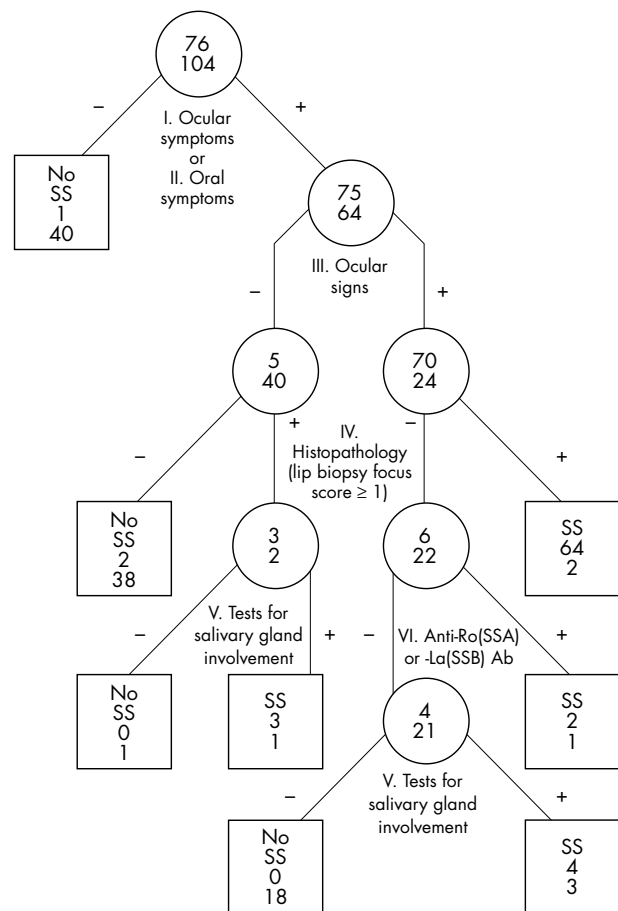 76
104
–
+
I. Ocular
symptoms
or
II. Oral
symptoms
No
SS
1
40
75
64
III. Ocular
signs
–
+
5
40
70
24
–
+
IV.
Histopathology
(lip biopsy focus
score ≥ 1)
–
+
No
SS
2
38
3
2
6
22
SS
64
2
–
V. Tests for
salivary gland
involvement
+
–
VI. Anti-Ro(SSA)
or -La(SSB) Ab
+
No
SS
0
1
SS
3
1
4
21
SS
2
1
–
V. Tests for
salivary gland
involvement
+
No
SS
0
18
SS
4
3